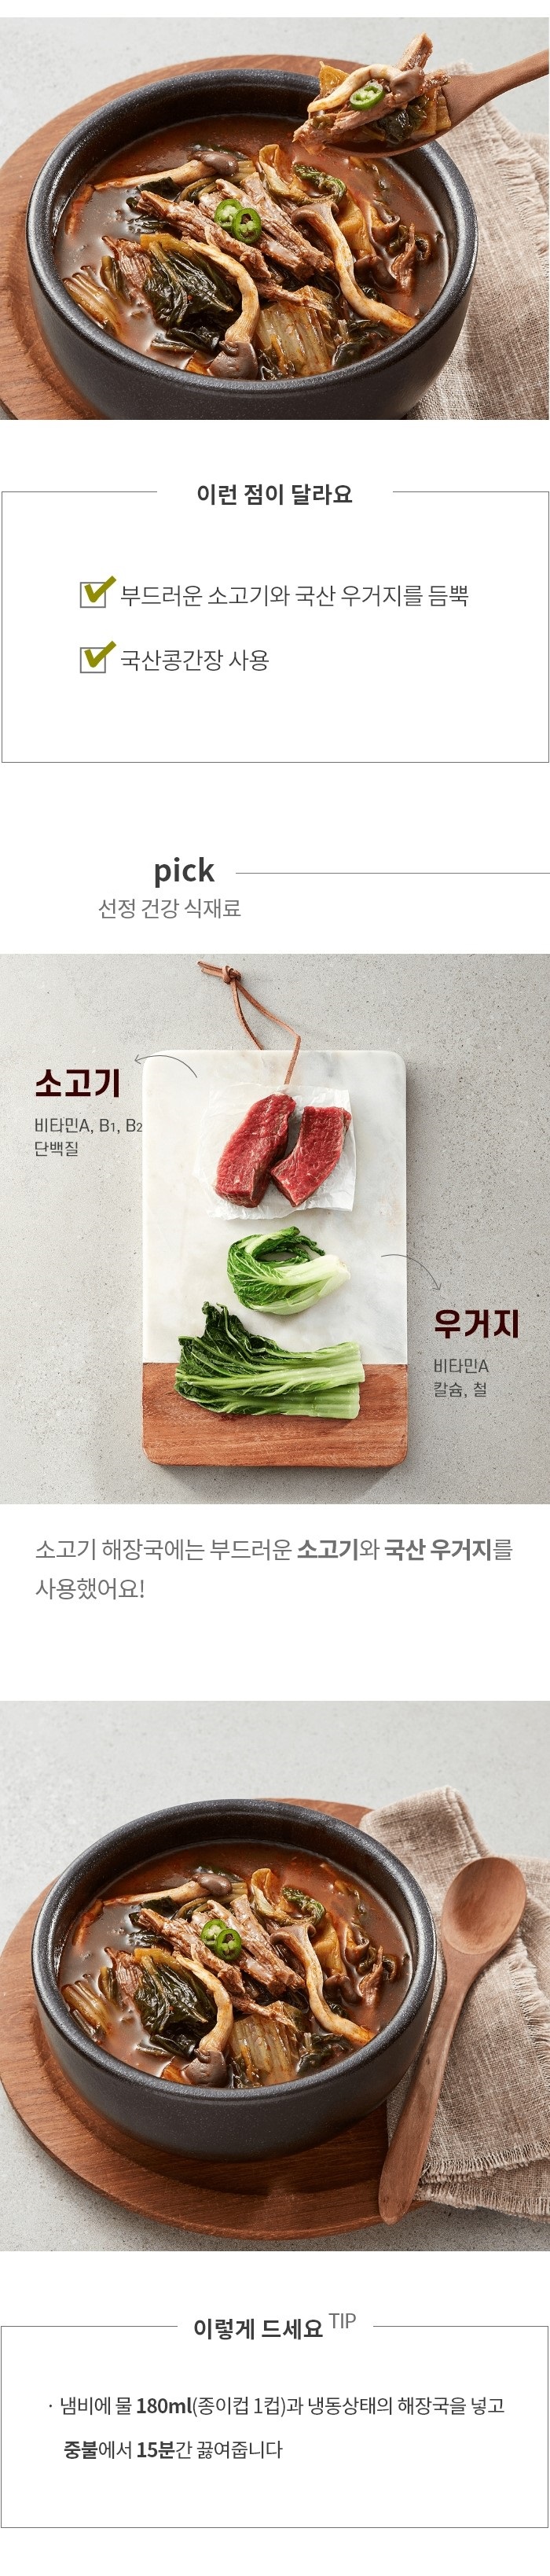 이런 점이 달라요
부드러운 소고기와 국산 우거지를 듬뿍
국산콩간장 사용
pick
선정 건강 식재료
소고기
비타민A, B1, B2
단백질
우거지
비타민A
칼슘, 철
소고기 해장국에는 부드러운 소고기와 국산 우거지를
사용했어요!
이렇게 드세요 TIP
· 냄비에 물 180ml(종이컵 1컵)과 냉동상태의 해장국을 넣고
중불에서 15분간 끓여줍니다